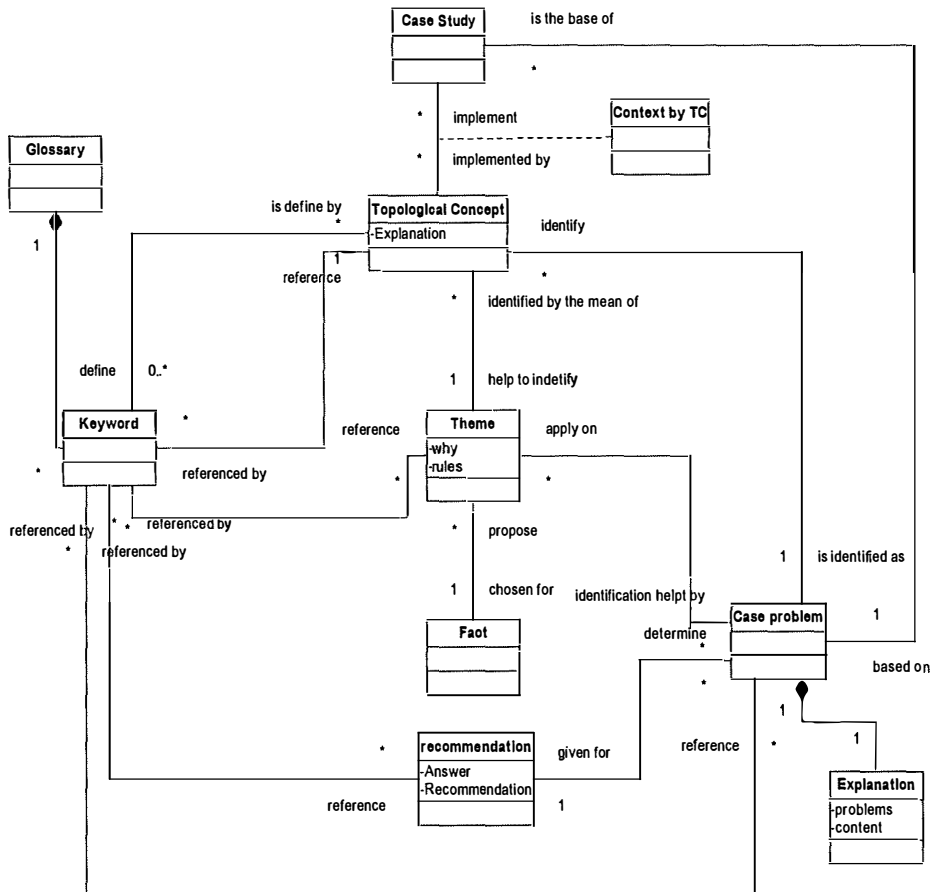 Case Study
is the base of
*
*
implement
Context by TC
Glossary
*
implemented by
is define by
*
Topological Concept
-Explanation
identify
1
1
reference
*
*
identified by the mean of
define
0..*
1
help to indetify
*
Keyword
reference
Theme
apply on
-why
-rules
*
referenced by
*
*
referenced by
*
*
referenced by
*
referenced by
*
propose
1
is identified as
1
chosen for
identification helpt by
Case problem
1
Faot
determine
*
based on
*
1
recommendation
*
given for
reference
*
1
-Answer
-Recommendation
Explanation
reference
1
-problems
-content